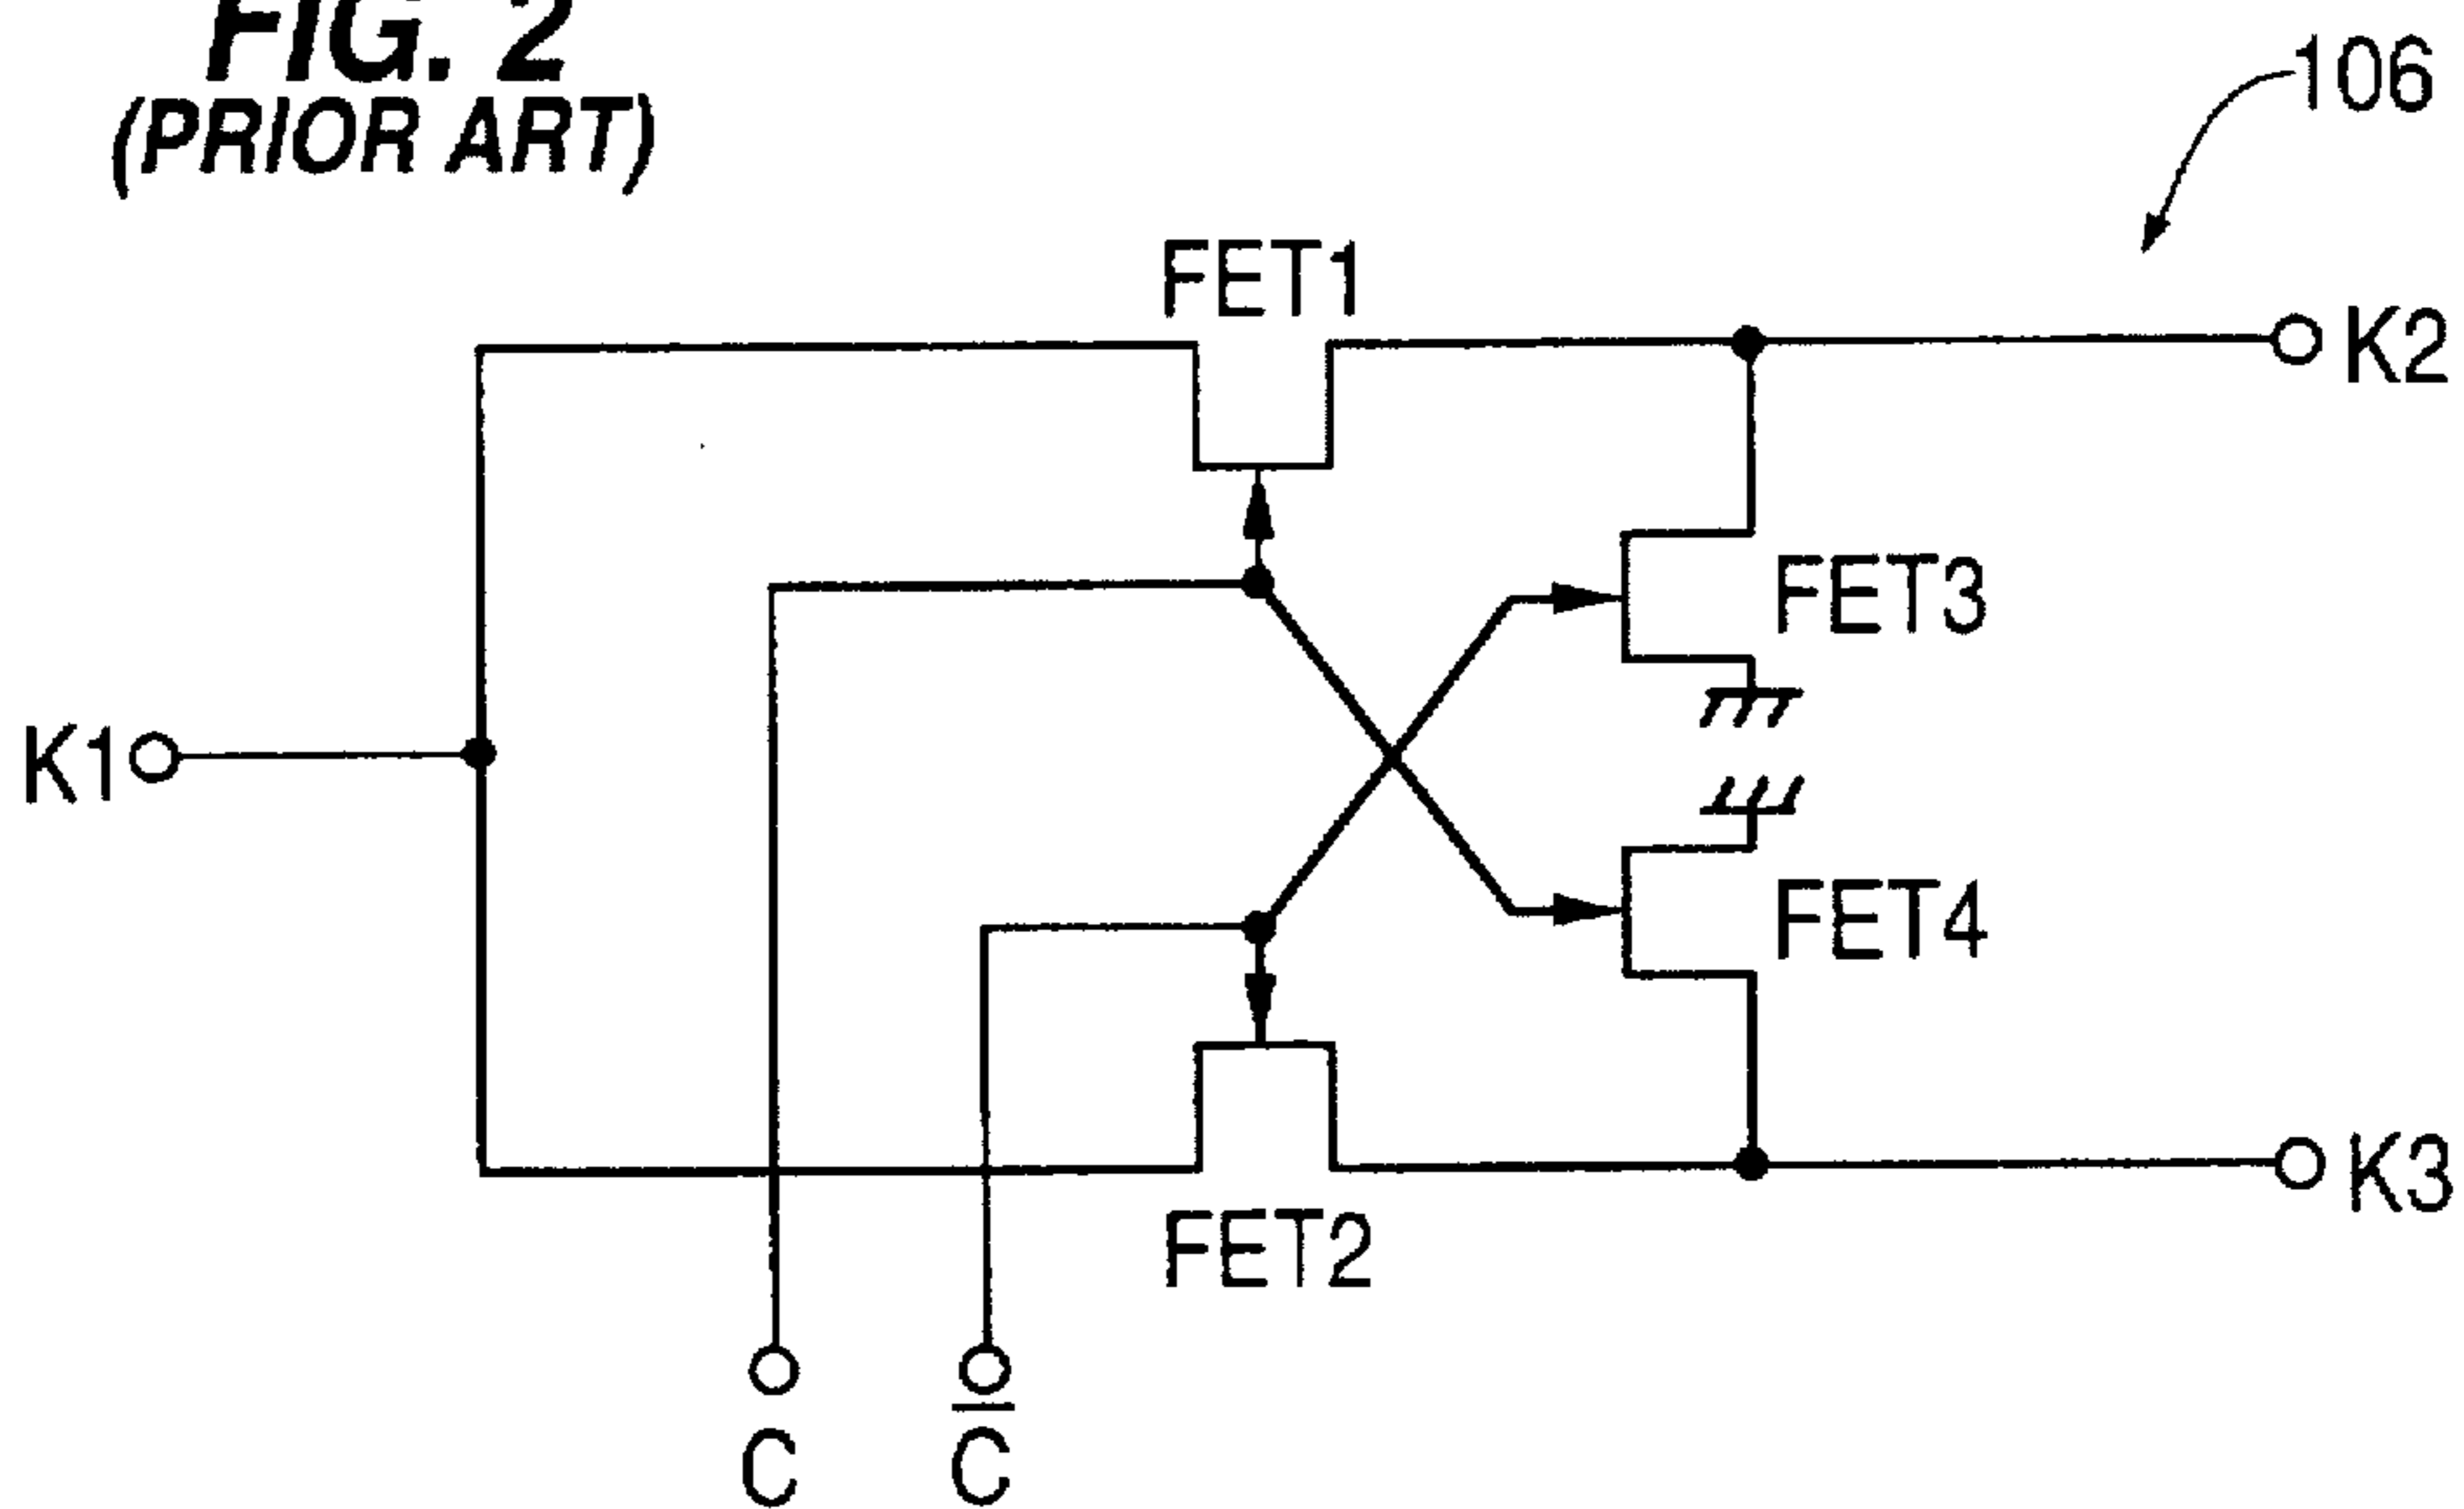 FIG. 2
(PRIOR ART)
106
FET1
K2
FET3
K1
FET4
K3
FET2
C
C̅